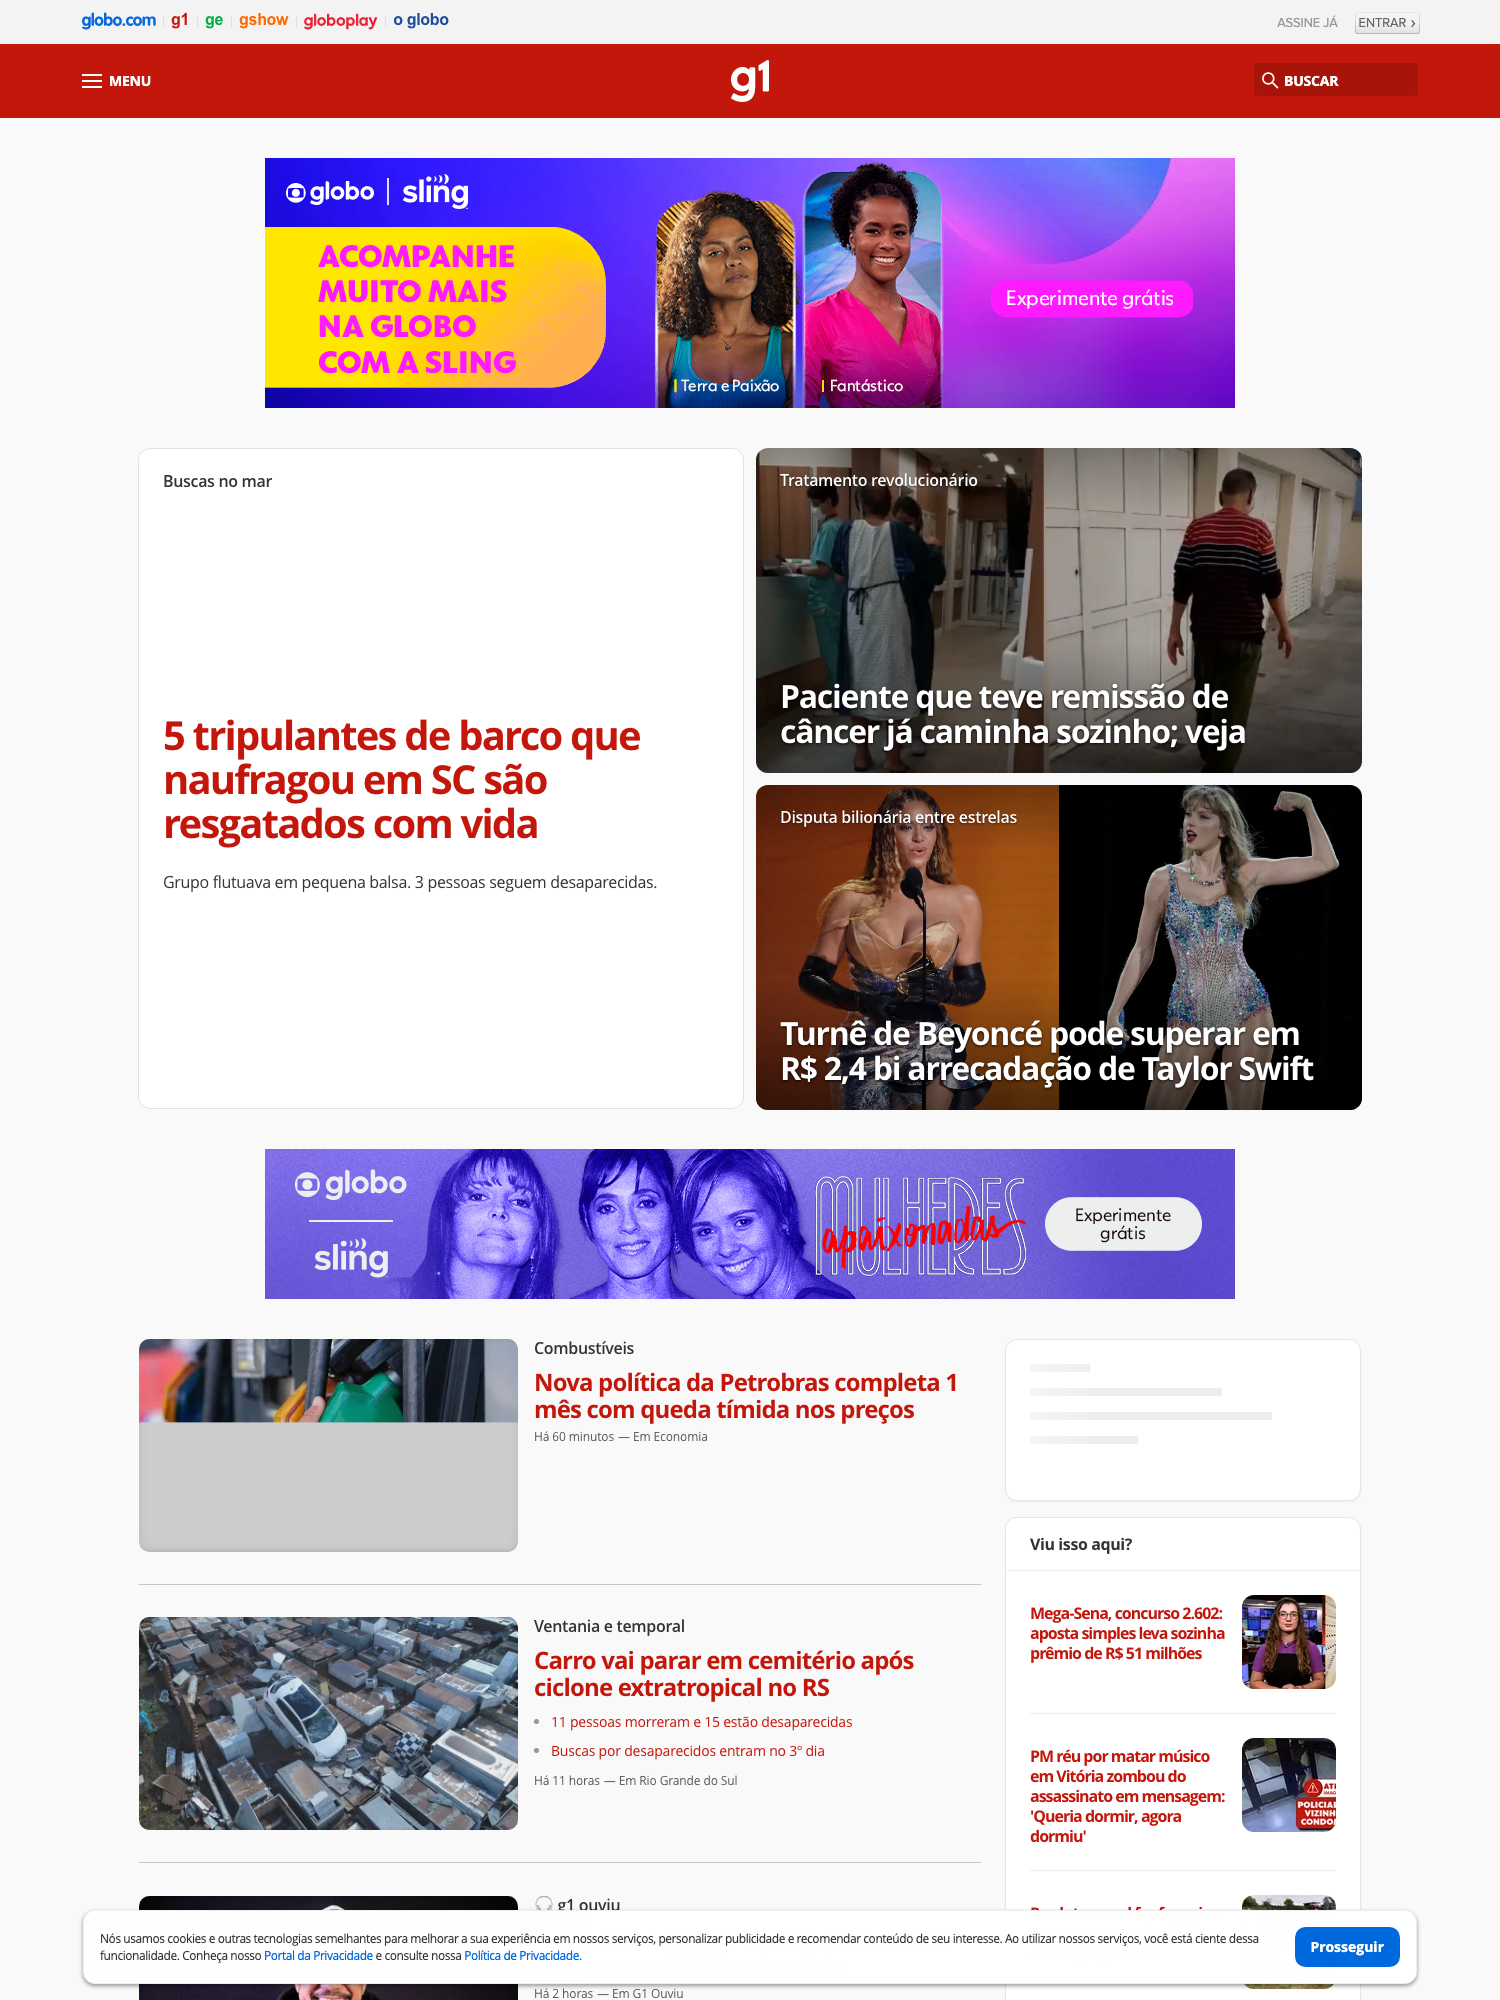 globo.com g1 ge gshow globoplay o globo
ASSINE JÁ ENTRAR ›
MENU
g1
BUSCAR
globo | sling
ACOMPANHE
MUITO MAIS
NA GLOBO
COM A SLING
Terra e Paixão
Fantástico
Experimente grátis
Buscas no mar
5 tripulantes de barco que
naufragou em SC são
resgatados com vida
Grupo flutuava em pequena balsa. 3 pessoas seguem desaparecidas.
Tratamento revolucionário
Paciente que teve remissão de
câncer já caminha sozinho; veja
Disputa bilionária entre estrelas
Turnê de Beyoncé pode superar em
R$ 2,4 bi arrecadação de Taylor Swift
globo
sling
MULHERES
apaixonadas
Experimente
grátis
Combustíveis
Nova política da Petrobras completa 1
mês com queda tímida nos preços
Há 60 minutos — Em Economia
Ventania e temporal
Carro vai parar em cemitério após
ciclone extratropical no RS
11 pessoas morreram e 15 estão desaparecidas
Buscas por desaparecidos entram no 3º dia
Há 11 horas — Em Rio Grande do Sul
g1 ouviu
Há 2 horas — Em G1 Ouviu
Viu isso aqui?
Mega-Sena, concurso 2.602:
aposta simples leva sozinha
prêmio de R$ 51 milhões
PM réu por matar músico
em Vitória zombou do
assassinato em mensagem:
'Queria dormir, agora
dormiu'
POLICIA
VIZINH
CONDO
Nós usamos cookies e outras tecnologias semelhantes para melhorar a sua experiência em nossos serviços, personalizar publicidade e recomendar conteúdo de seu interesse. Ao utilizar nossos serviços, você está ciente dessa
funcionalidade. Conheça nosso Portal da Privacidade e consulte nossa Política de Privacidade.
Prosseguir